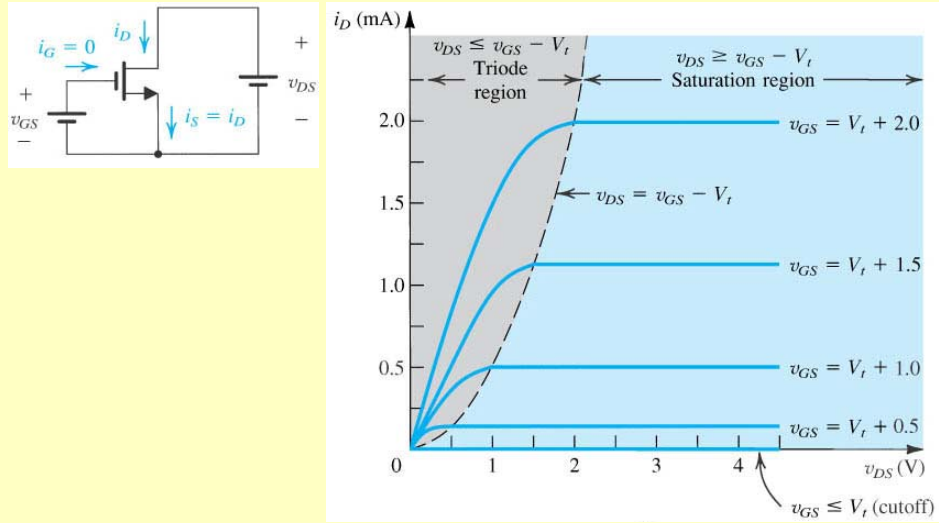 i_G = 0
i_D
+
v_DS
−
+
v_GS
−
i_S = i_D
i_D (mA)
v_DS ≤ v_GS − V_t
Triode
region
v_DS ≥ v_GS − V_t
Saturation region
2.0
v_GS = V_t + 2.0
1.5
v_DS = v_GS − V_t
v_GS = V_t + 1.5
1.0
0.5
v_GS = V_t + 1.0
v_GS = V_t + 0.5
0
1
2
3
4
v_DS (V)
v_GS ≤ V_t (cutoff)